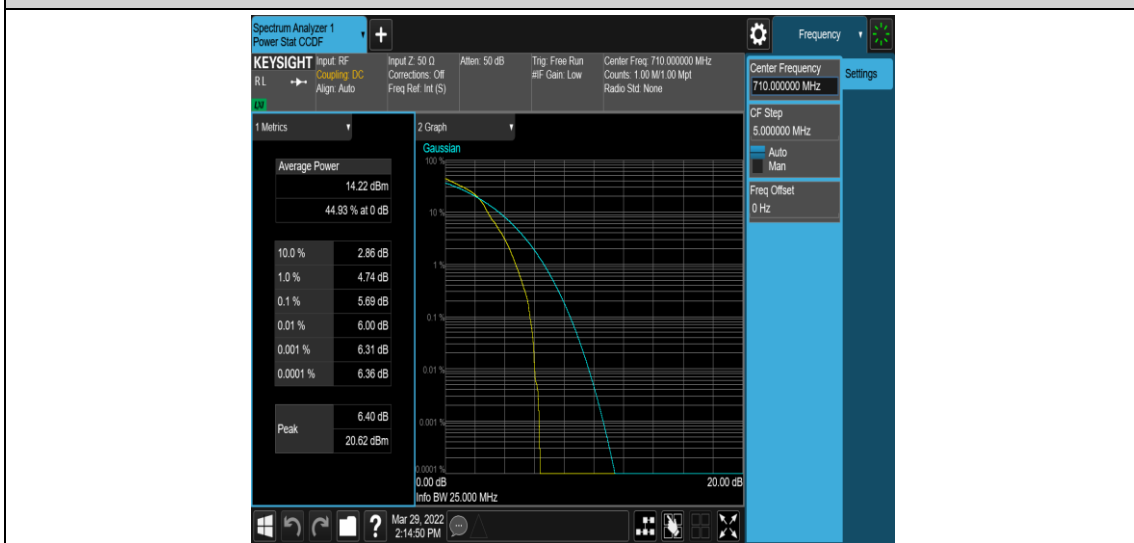 Spectrum Analyzer 1
Power Stat CCDF
+
Frequency
KEYSIGHT
RL
LXI
Input: RF
Coupling: DC
Align: Auto
Input Z: 50 Ω
Corrections: Off
Freq Ref: Int (S)
Atten: 50 dB
Trig: Free Run
#IF Gain: Low
Center Freq: 710.000000 MHz
Counts: 1.00 M/1.00 Mpt
Radio Std: None
Center Frequency
710.000000 MHz
Settings
CF Step
5.000000 MHz
Auto
Man
Freq Offset
0 Hz
1 Metrics
Average Power
14.22 dBm
44.93 % at 0 dB
10.0 % 2.86 dB
1.0 % 4.74 dB
0.1 % 5.69 dB
0.01 % 6.00 dB
0.001 % 6.31 dB
0.0001 % 6.36 dB
Peak
6.40 dB
20.62 dBm
2 Graph
Gaussian
100 %
10 %
1 %
0.1 %
0.01 %
0.001 %
0.0001 %
0.00 dB 20.00 dB
Info BW 25.000 MHz
?
Mar 29, 2022
2:14:50 PM